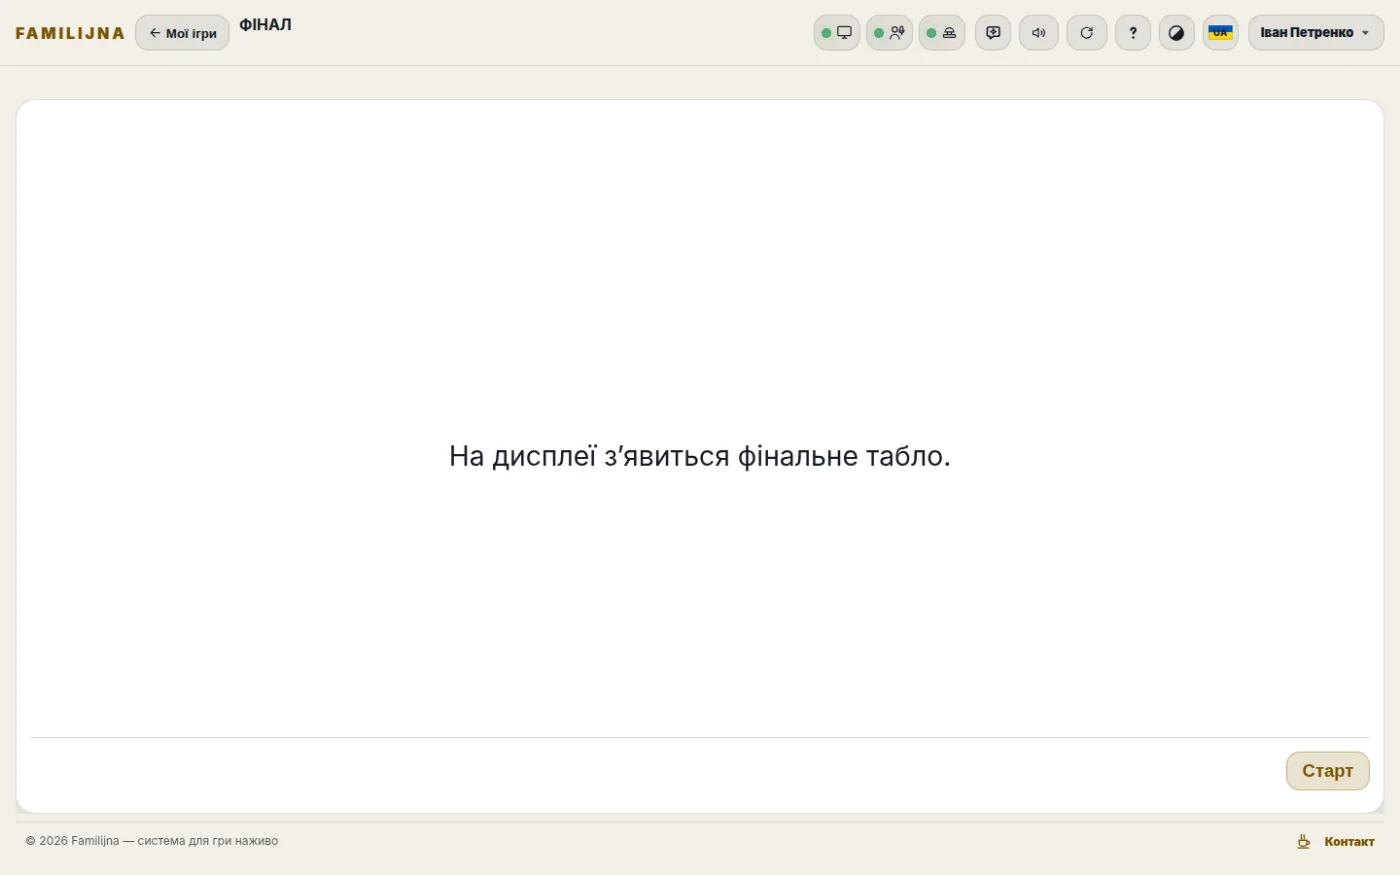 FAMILIJNA
← Мої ігри
ФІНАЛ
?
UA
Іван Петренко
На дисплеї з’явиться фінальне табло.
Старт
© 2026 Familijna — система для гри наживо
Контакт